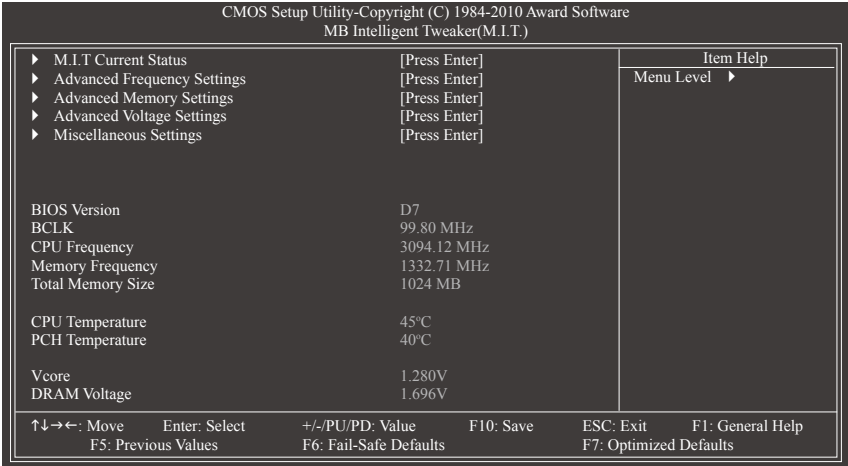 CMOS Setup Utility-Copyright (C) 1984-2010 Award Software
MB Intelligent Tweaker(M.I.T.)
M.I.T Current Status [Press Enter] Item Help
Advanced Frequency Settings [Press Enter] Menu Level
Advanced Memory Settings [Press Enter]
Advanced Voltage Settings [Press Enter]
Miscellaneous Settings [Press Enter]
BIOS Version D7
BCLK 99.80 MHz
CPU Frequency 3094.12 MHz
Memory Frequency 1332.71 MHz
Total Memory Size 1024 MB
CPU Temperature 45°C
PCH Temperature 40°C
Vcore 1.280V
DRAM Voltage 1.696V
↑↓→←: Move Enter: Select +/-/PU/PD: Value F10: Save ESC: Exit F1: General Help
F5: Previous Values F6: Fail-Safe Defaults F7: Optimized Defaults